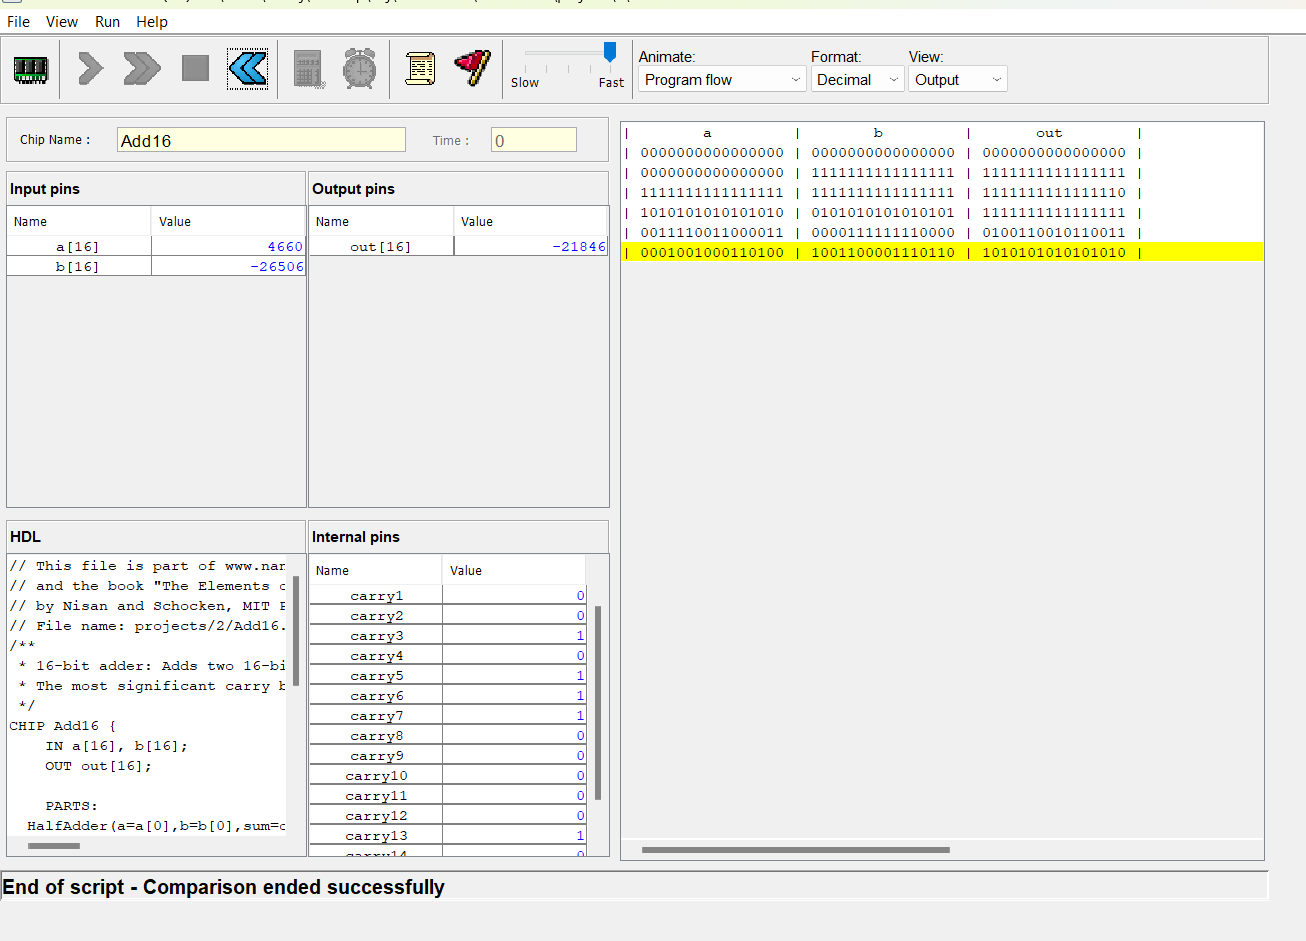 File View Run Help
Slow Fast
Animate: Format: View:
Program flow Decimal Output
Chip Name : Add16 Time : 0
Input pins
Name Value
a[16] 4660
b[16] -26506
Output pins
Name Value
out[16] -21846
| a | b | out |
| 0000000000000000 | 0000000000000000 | 0000000000000000 |
| 0000000000000000 | 1111111111111111 | 1111111111111111 |
| 1111111111111111 | 1111111111111111 | 1111111111111110 |
| 1010101010101010 | 0101010101010101 | 1111111111111111 |
| 0011110011000011 | 0000111111110000 | 0100110010110011 |
| 0001001000110100 | 1001100001110110 | 1010101010101010 |
HDL
// This file is part of www.nan
// and the book "The Elements o
// by Nisan and Schocken, MIT P
// File name: projects/2/Add16.
/**
* 16-bit adder: Adds two 16-bi
* The most significant carry b
*/
CHIP Add16 {
IN a[16], b[16];
OUT out[16];
PARTS:
HalfAdder(a=a[0],b=b[0],sum=o
Internal pins
Name Value
carry1 0
carry2 0
carry3 1
carry4 0
carry5 1
carry6 1
carry7 1
carry8 0
carry9 0
carry10 0
carry11 0
carry12 0
carry13 1
carry14 0
End of script - Comparison ended successfully